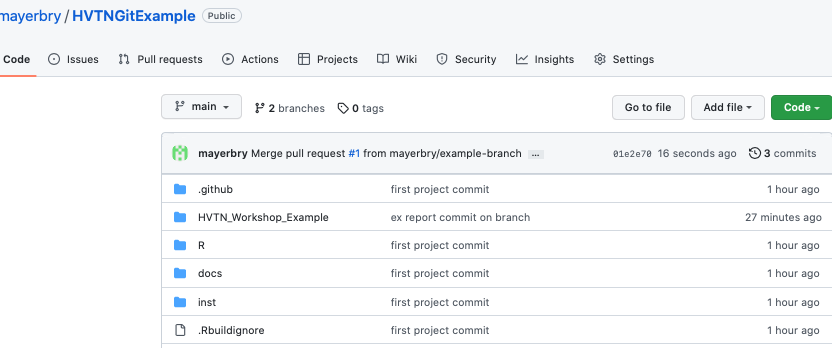 mayerbry / HVTNGitExample Public
Code Issues Pull requests Actions Projects Wiki Security Insights Settings
main 2 branches 0 tags Go to file Add file Code
mayerbry Merge pull request #1 from mayerbry/example-branch ... 01e2e70 16 seconds ago 3 commits
.github first project commit 1 hour ago
HVTN_Workshop_Example ex report commit on branch 27 minutes ago
R first project commit 1 hour ago
docs first project commit 1 hour ago
inst first project commit 1 hour ago
.Rbuildignore first project commit 1 hour ago